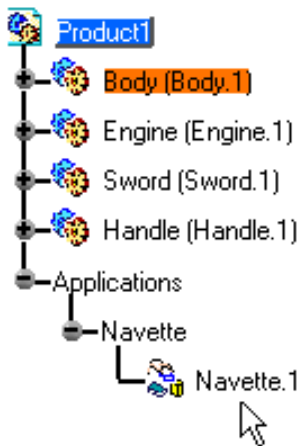 Product1
Body (Body.1)
Engine (Engine.1)
Sword (Sword.1)
Handle (Handle.1)
Applications
Navette
Navette.1